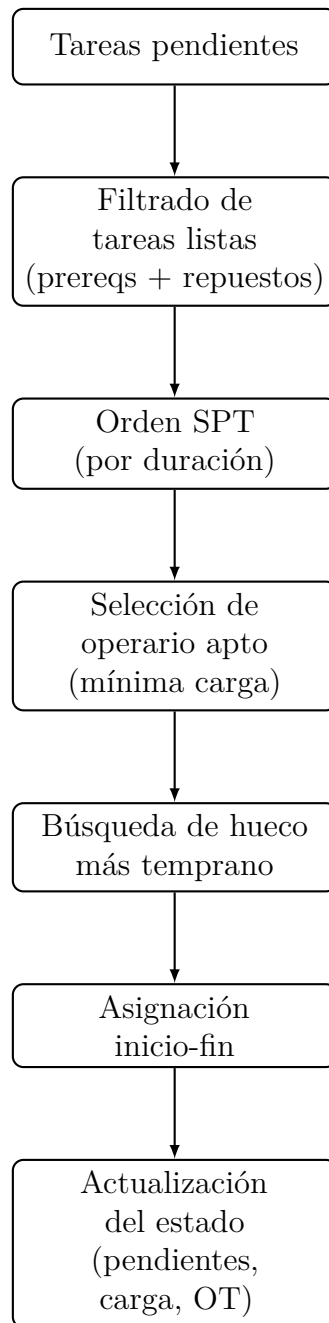 Tareas pendientes
Filtrado de
tareas listas
(prereqs + repuestos)
Orden SPT
(por duración)
Selección de
operario apto
(mínima carga)
Búsqueda de hueco
más temprano
Asignación
inicio-fin
Actualización
del estado
(pendientes,
carga, OT)